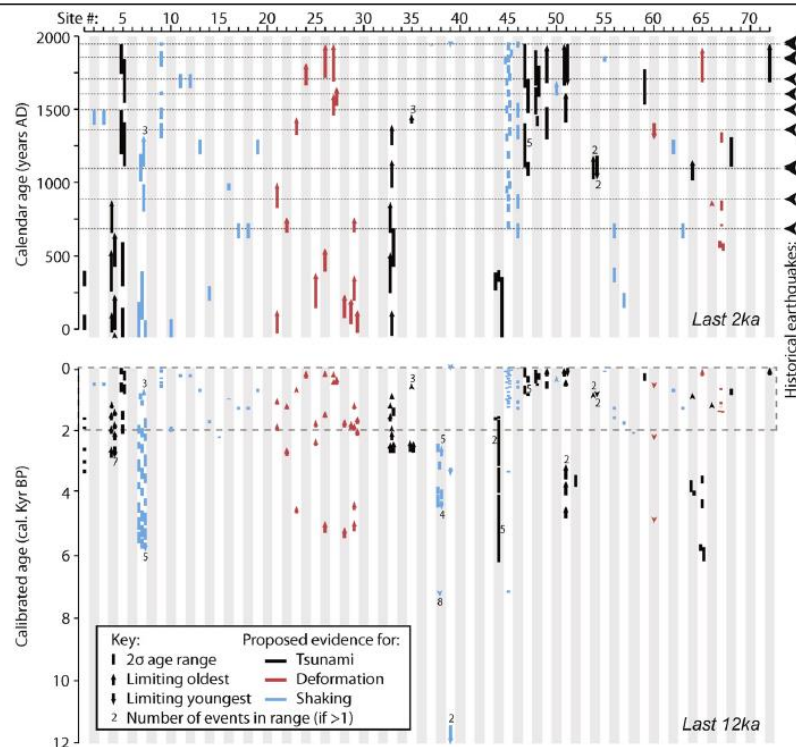 Site #: 5 10 15 20 25 30 35 40 45 50 55 60 65 70
2000
1500
1000
500
0
Calendar age (years AD)
3
3
5
2
2
Last 2ka
Historical earthquakes:
0
2
4
6
8
10
12
Calibrated age (cal. Kyr BP)
3
7
5
3
5
4
8
2
2
5
5
2
2
2
Key:
Proposed evidence for:
2σ age range
Tsunami
Limiting oldest
Deformation
Limiting youngest
Shaking
2 Number of events in range (if >1)
Last 12ka